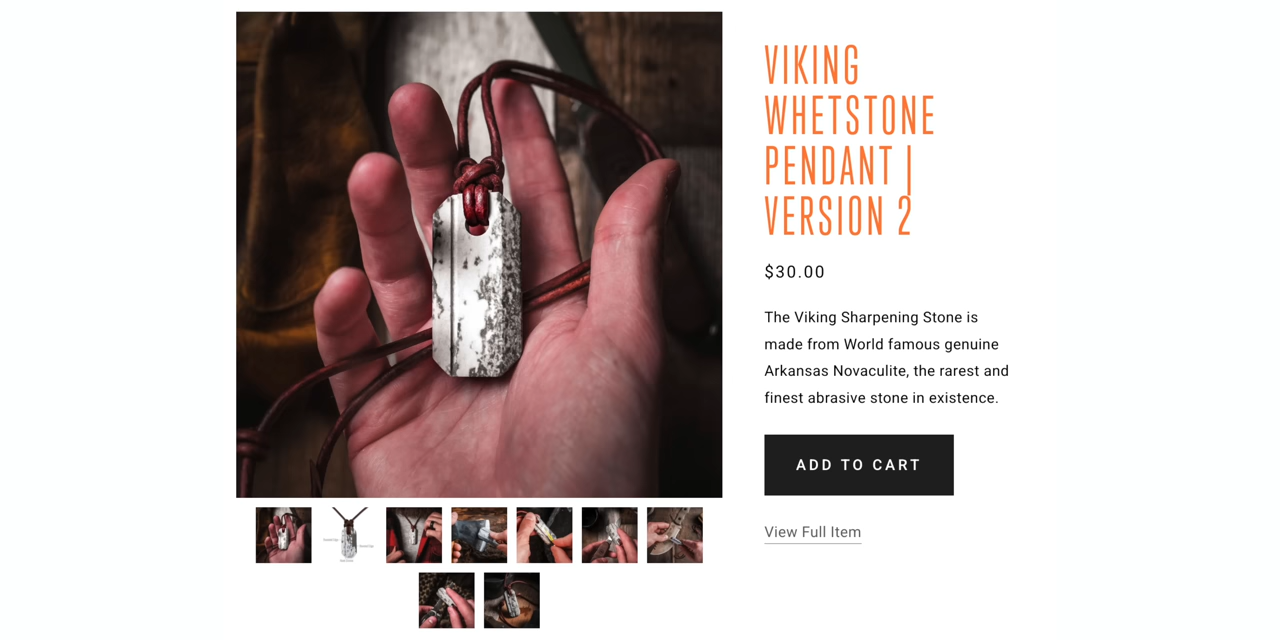 VIKING
WHETSTONE
PENDANT |
VERSION 2
$30.00
The Viking Sharpening Stone is
made from World famous genuine
Arkansas Novaculite, the rarest and
finest abrasive stone in existence.
ADD TO CART
View Full Item